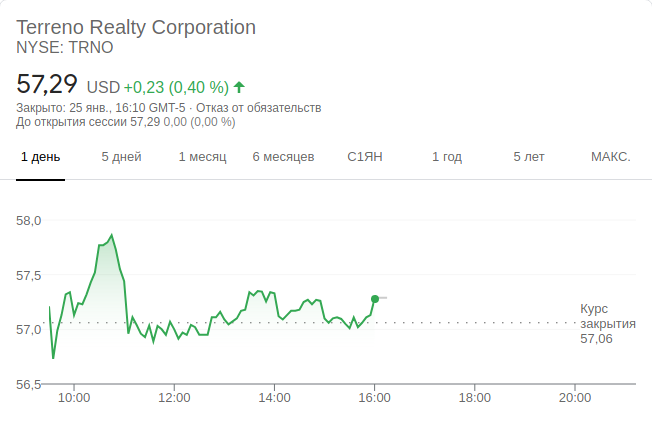 Terreno Realty Corporation
NYSE: TRNO
57,29 USD +0,23 (0,40 %)
Закрыто: 25 янв., 16:10 GMT-5 · Отказ от обязательств
До открытия сессии 57,29 0,00 (0,00 %)
1 день 5 дней 1 месяц 6 месяцев С1ЯН 1 год 5 лет МАКС.
58,0
57,5
57,0
56,5
Курс
закрытия
57,06
10:00 12:00 14:00 16:00 18:00 20:00